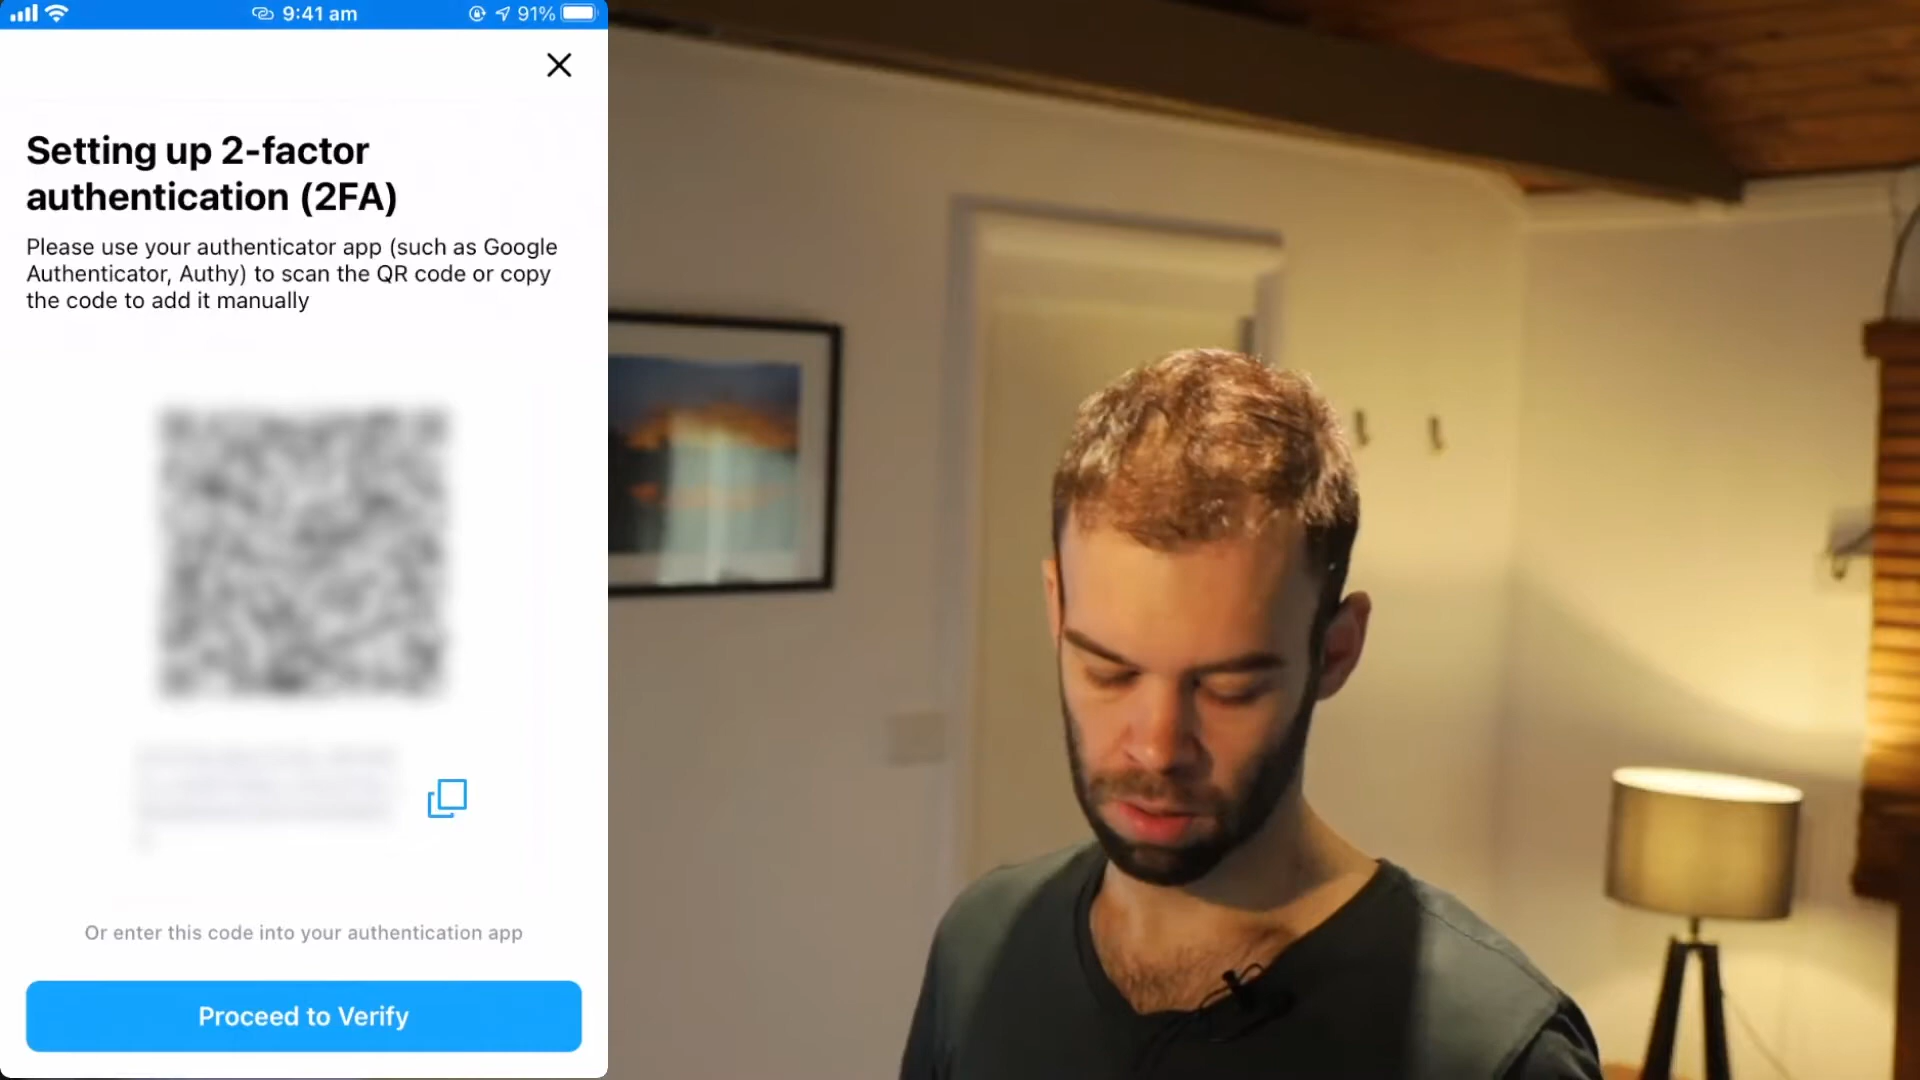 9:41 am
91%
Setting up 2-factor
authentication (2FA)
Please use your authenticator app (such as Google
Authenticator, Authy) to scan the QR code or copy
the code to add it manually
Or enter this code into your authentication app
Proceed to Verify